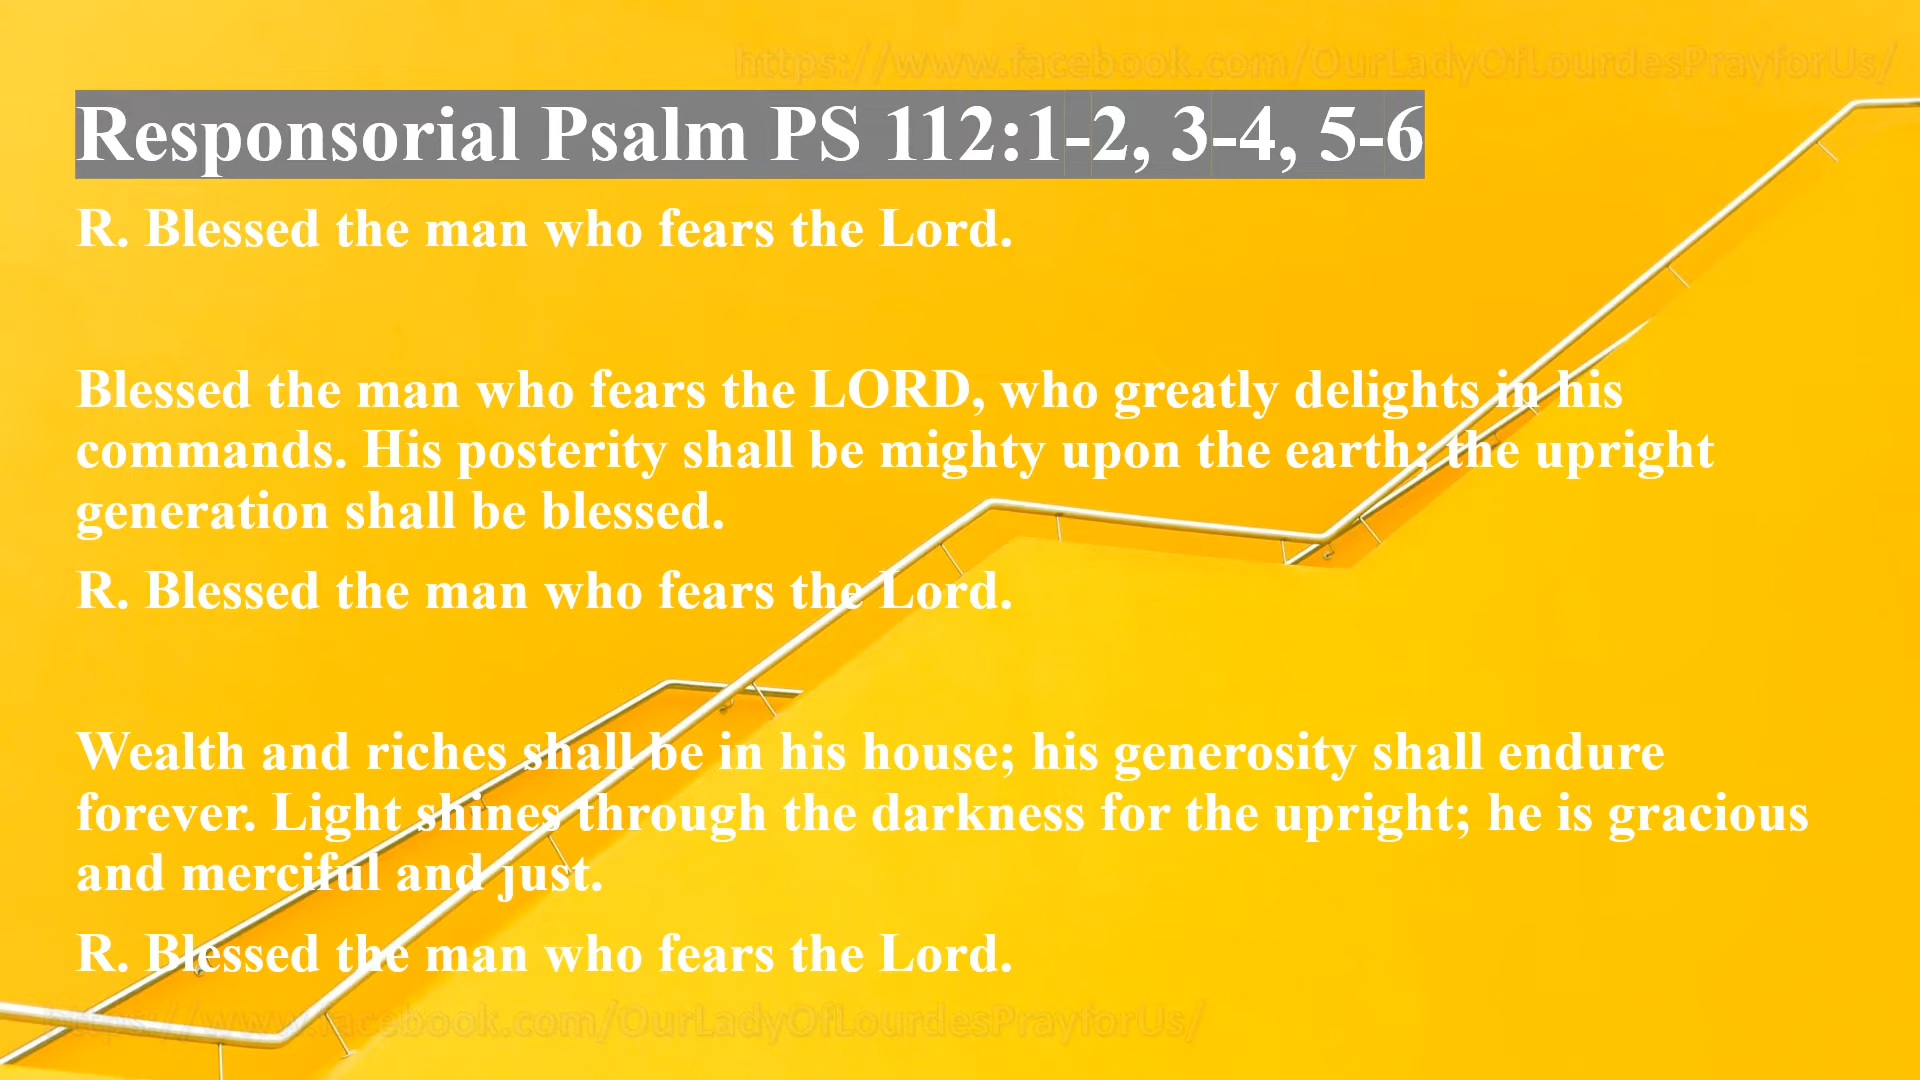 https://www.facebook.com/OurLadyOfLourdesPrayforUs/
Responsorial Psalm PS 112:1-2, 3-4, 5-6
R. Blessed the man who fears the Lord.
Blessed the man who fears the LORD, who greatly delights in his
commands. His posterity shall be mighty upon the earth; the upright
generation shall be blessed.
R. Blessed the man who fears the Lord.
Wealth and riches shall be in his house; his generosity shall endure
forever. Light shines through the darkness for the upright; he is gracious
and merciful and just.
R. Blessed the man who fears the Lord.
https://www.facebook.com/OurLadyOfLourdesPrayforUs/